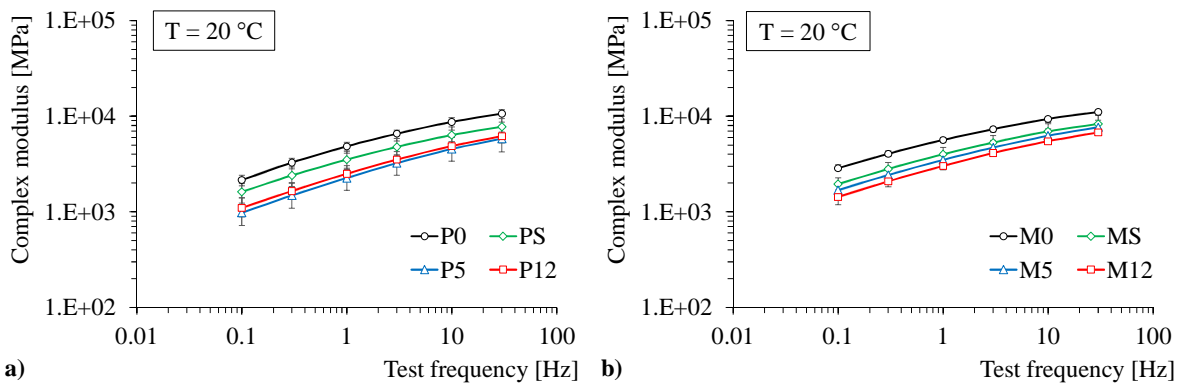 T = 20 °C
Complex modulus [MPa]
1.E+05
1.E+04
1.E+03
1.E+02
P0 PS
P5 P12
0.01 0.1 1 10 100
Test frequency [Hz]
a)
T = 20 °C
Complex modulus [MPa]
1.E+05
1.E+04
1.E+03
1.E+02
M0 MS
M5 M12
0.01 0.1 1 10 100
Test frequency [Hz]
b)